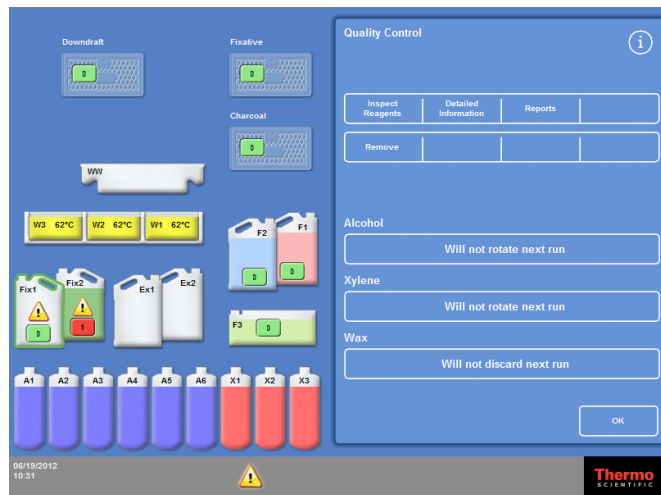 Downdraft
D
Fixative
D
Charcoal
D
WW
W3 62°C W2 62°C W1 62°C
F2 F1
D D
Fix1 Fix2 Ex1 Ex2
D 1
F3 D
A1 A2 A3 A4 A5 A6 X1 X2 X3
06/19/2012
10:31
Quality Control
i
Inspect
Reagents
Detailed
Information
Reports
Remove
Alcohol
Will not rotate next run
Xylene
Will not rotate next run
Wax
Will not discard next run
OK
Thermo
SCIENTIFIC